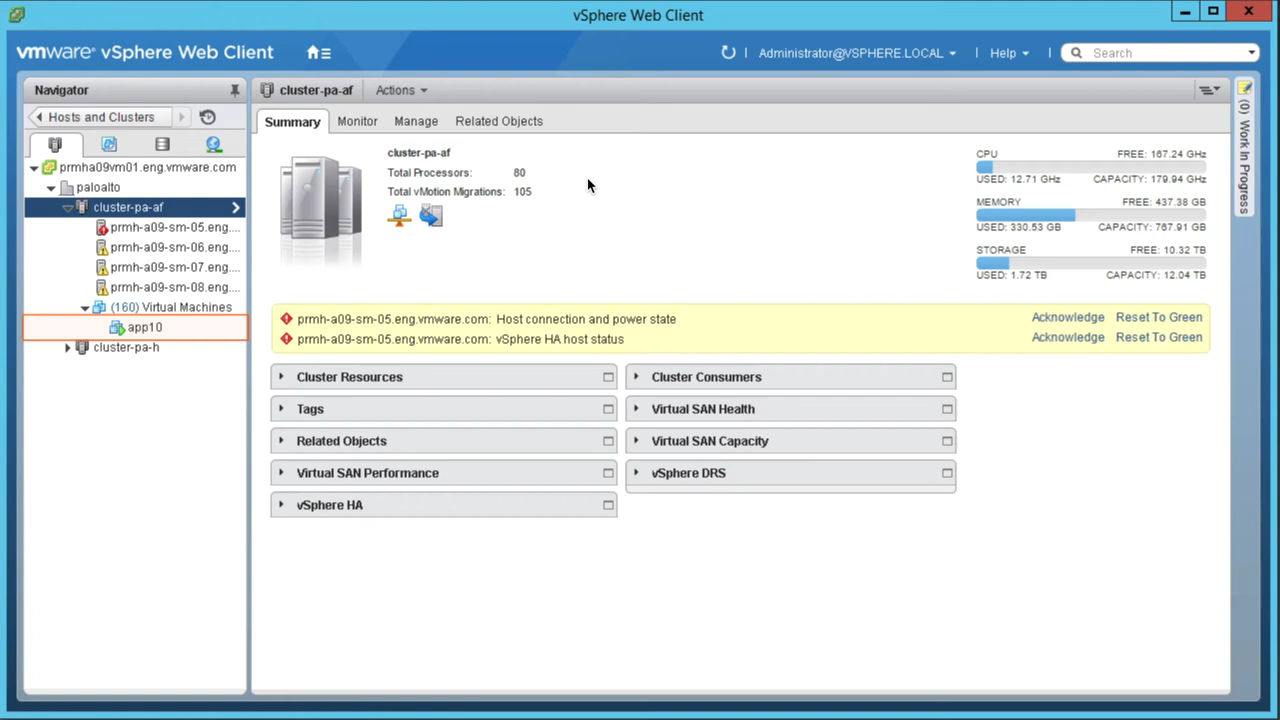 vSphere Web Client
vmware® vSphere Web Client
Administrator@VSPHERE.LOCAL
Help
Search
Navigator
Hosts and Clusters
prmha09vm01.eng.vmware.com
paloalto
cluster-pa-af
prmh-a09-sm-05.eng....
prmh-a09-sm-06.eng....
prmh-a09-sm-07.eng....
prmh-a09-sm-08.eng....
(160) Virtual Machines
app10
cluster-pa-h
cluster-pa-af
Actions
Summary
Monitor
Manage
Related Objects
cluster-pa-af
Total Processors: 80
Total vMotion Migrations: 105
CPU FREE: 167.24 GHz
USED: 12.71 GHz CAPACITY: 179.94 GHz
MEMORY FREE: 437.38 GB
USED: 330.53 GB CAPACITY: 767.91 GB
STORAGE FREE: 10.32 TB
USED: 1.72 TB CAPACITY: 12.04 TB
prmh-a09-sm-05.eng.vmware.com: Host connection and power state Acknowledge Reset To Green
prmh-a09-sm-05.eng.vmware.com: vSphere HA host status Acknowledge Reset To Green
Cluster Resources
Tags
Related Objects
Virtual SAN Performance
vSphere HA
Cluster Consumers
Virtual SAN Health
Virtual SAN Capacity
vSphere DRS
(0) Work In Progress